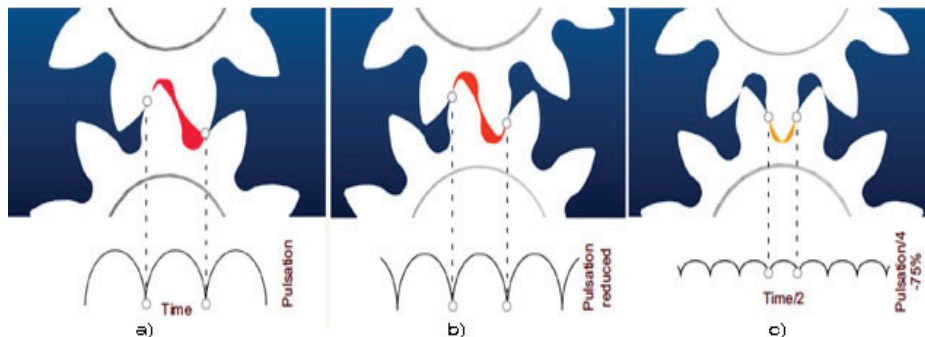 Pulsation
Time
a)
Pulsation
reduced
b)
Pulsation/4
-75%
Time/2
c)